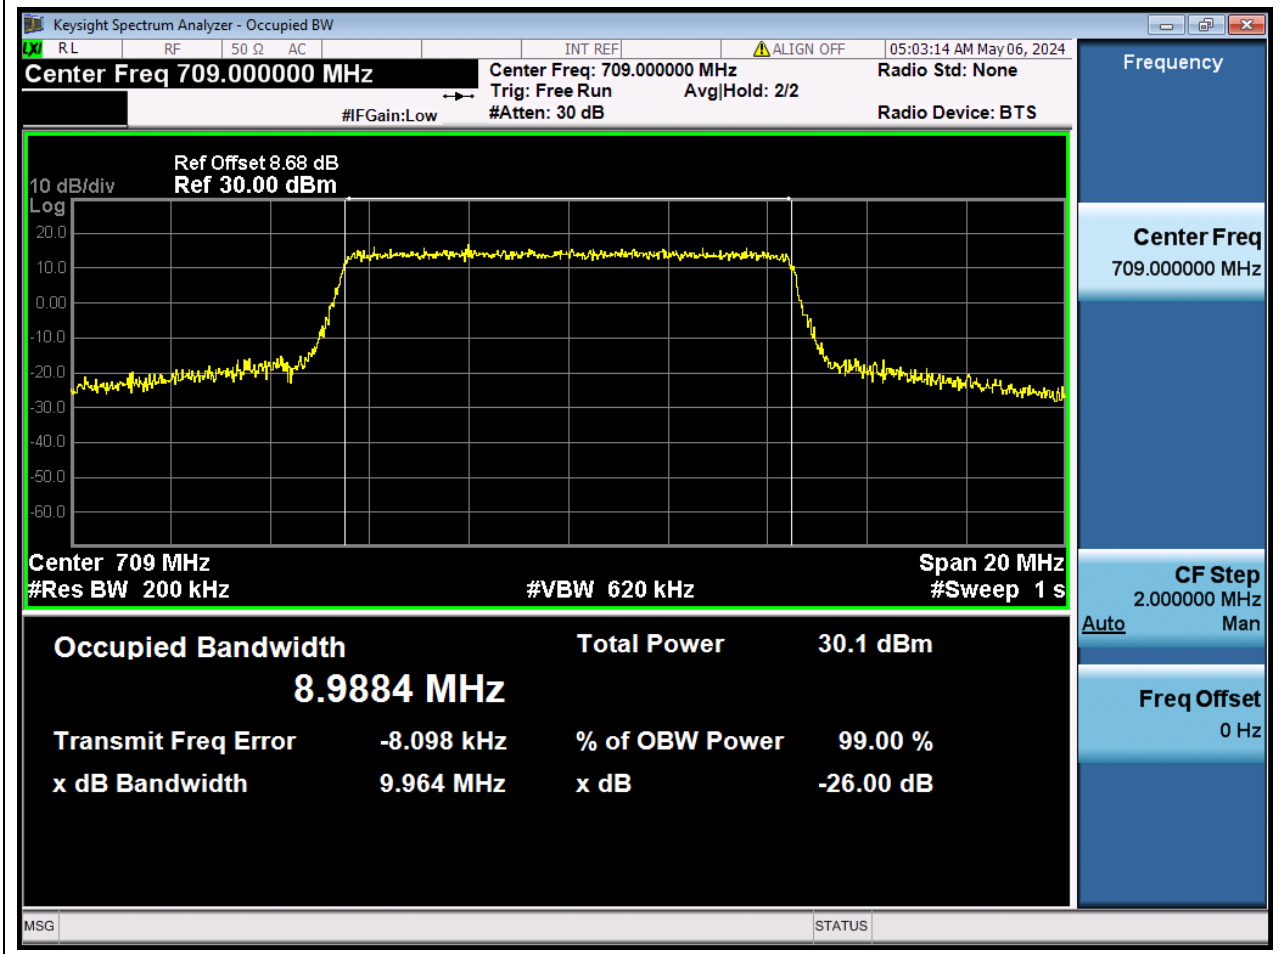 Keysight Spectrum Analyzer - Occupied BW
LXI RL RF 50 Ω AC INT REF ALIGN OFF 05:03:14 AM May 06, 2024
Center Freq 709.000000 MHz
Center Freq: 709.000000 MHz
Radio Std: None
Trig: Free Run Avg|Hold: 2/2
#IFGain:Low
#Atten: 30 dB
Radio Device: BTS
Ref Offset 8.68 dB
10 dB/div Ref 30.00 dBm
Log
20.0
10.0
0.00
-10.0
-20.0
-30.0
-40.0
-50.0
-60.0
Center 709 MHz Span 20 MHz
#Res BW 200 kHz #VBW 620 kHz #Sweep 1 s
Occupied Bandwidth Total Power 30.1 dBm
8.9884 MHz
Transmit Freq Error -8.098 kHz % of OBW Power 99.00 %
x dB Bandwidth 9.964 MHz x dB -26.00 dB
Frequency
Center Freq
709.000000 MHz
CF Step
2.000000 MHz
Auto Man
Freq Offset
0 Hz
MSG STATUS